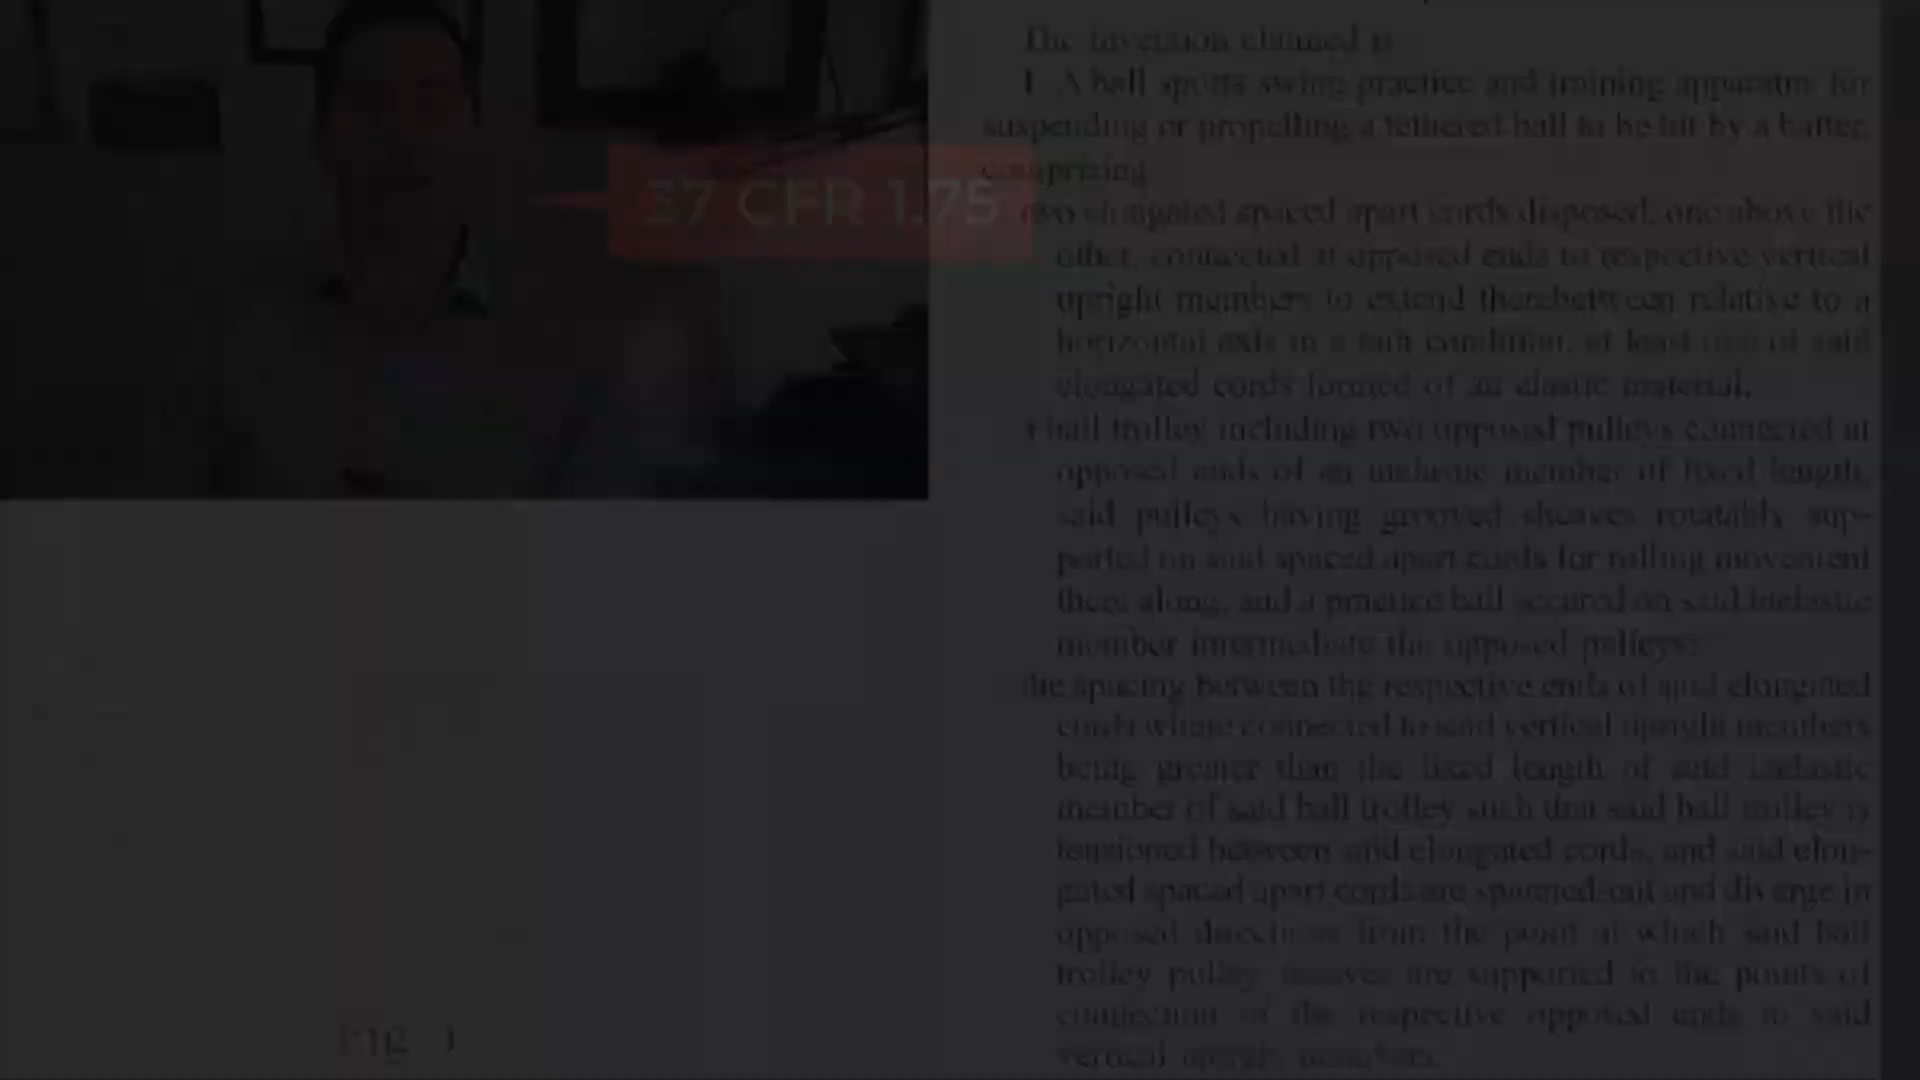 37 CFR 1.75
The invention claimed is
1. A ball sports swing practice and training apparatus for
suspending or propelling a tethered ball to be hit by a batter,
comprising
two elongated spaced apart cords disposed, one above the
other, connected at opposed ends to respective vertical
upright members to extend therebetween relative to a
horizontal axis in a taut condition, at least one of said
elongated cords formed of an elastic material,
a ball trolley including two opposed pulleys connected at
opposed ends of an inelastic member of fixed length,
said pulleys having grooved sheaves rotatably sup-
ported on said spaced apart cords for rolling movement
there along, and a practice ball secured on said inelastic
member intermediate the opposed pulleys;
the spacing between the respective ends of said elongated
cords where connected to said vertical upright members
being greater than the fixed length of said inelastic
member of said ball trolley such that said ball trolley is
tensioned between said elongated cords, and said elon-
gated spaced apart cords are spanned out and diverge in
opposed directions from the point at which said ball
trolley pulley sheaves are supported to the points of
connection of the respective opposed ends to said
vertical upright members.
Fig 1